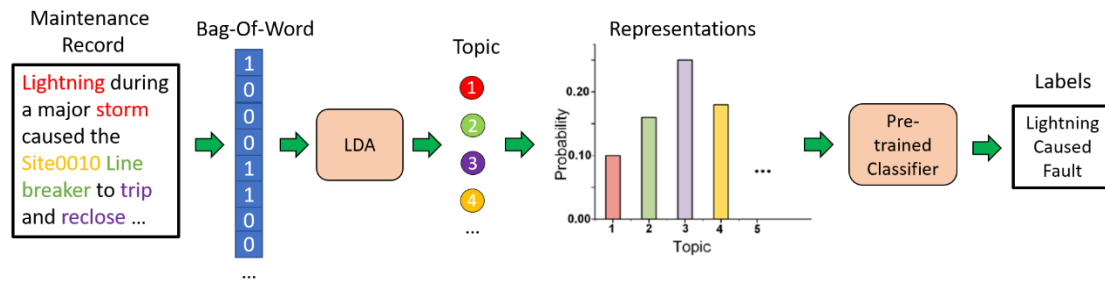 Maintenance
Record
Lightning during
a major storm
caused the
Site0010 Line
breaker to trip
and reclose ...
Bag-Of-Word
1
0
0
0
1
1
0
0
...
LDA
Topic
1
2
3
4
...
Representations
Probability
0.20
0.10
0.00
...
1 2 3 4 5
Topic
Pre-
trained
Classifier
Labels
Lightning
Caused
Fault